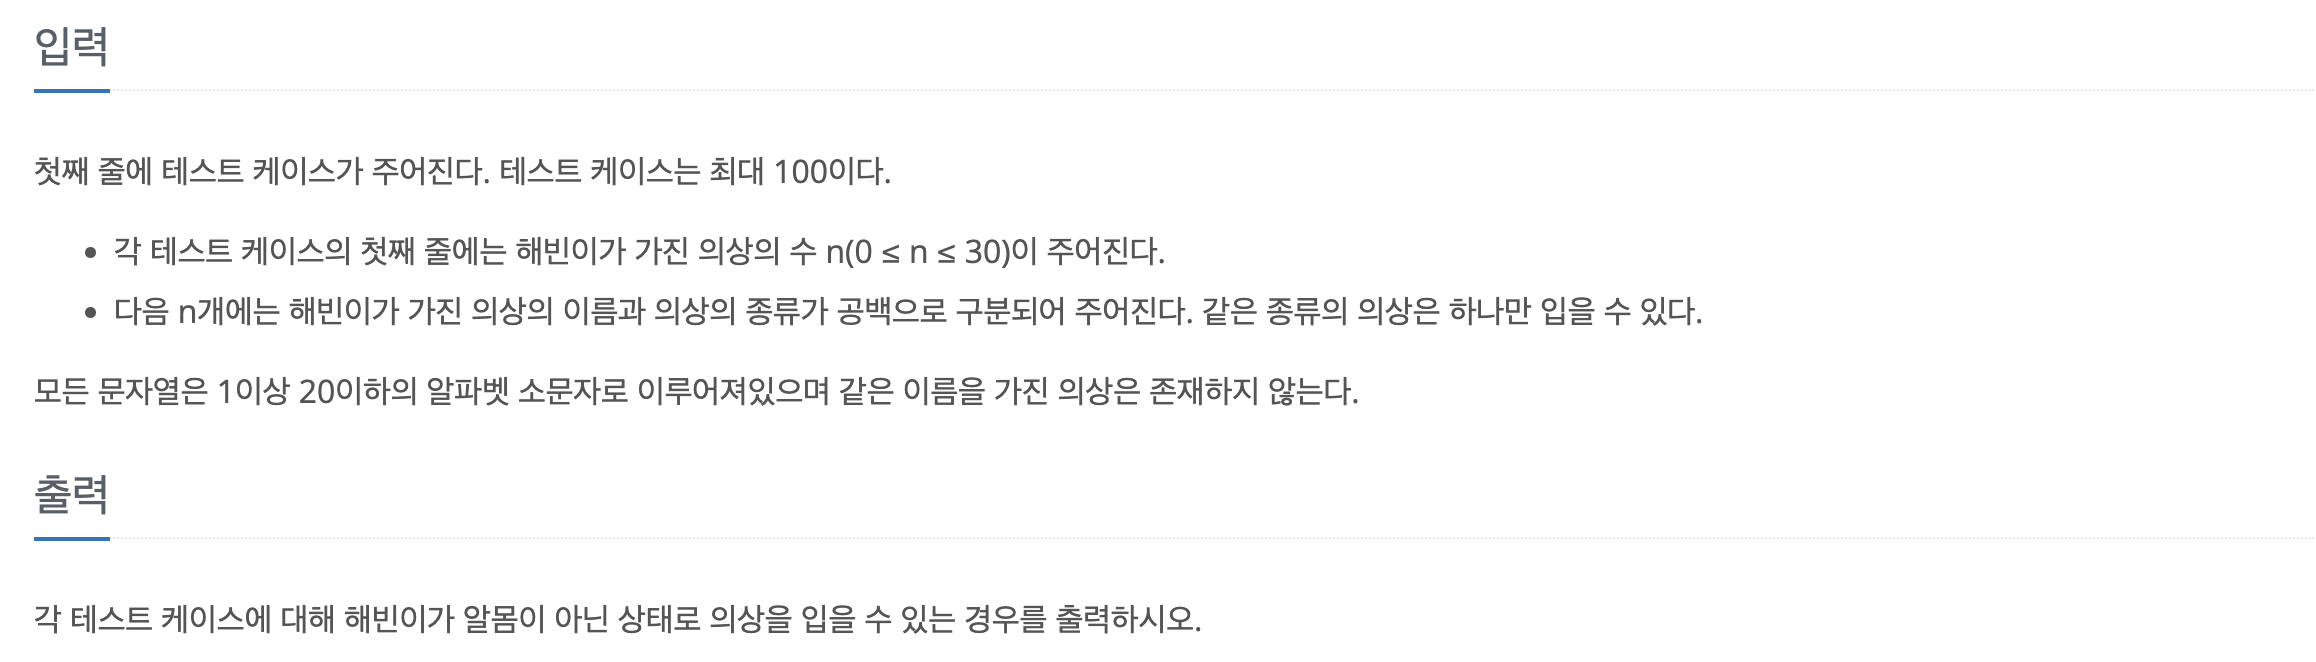 입력
첫째 줄에 테스트 케이스가 주어진다. 테스트 케이스는 최대 100이다.
• 각 테스트 케이스의 첫째 줄에는 해빈이가 가진 의상의 수 n(0 ≤ n ≤ 30)이 주어진다.
• 다음 n개에는 해빈이가 가진 의상의 이름과 의상의 종류가 공백으로 구분되어 주어진다. 같은 종류의 의상은 하나만 입을 수 있다.
모든 문자열은 1이상 20이하의 알파벳 소문자로 이루어져있으며 같은 이름을 가진 의상은 존재하지 않는다.
출력
각 테스트 케이스에 대해 해빈이가 알몸이 아닌 상태로 의상을 입을 수 있는 경우를 출력하시오.